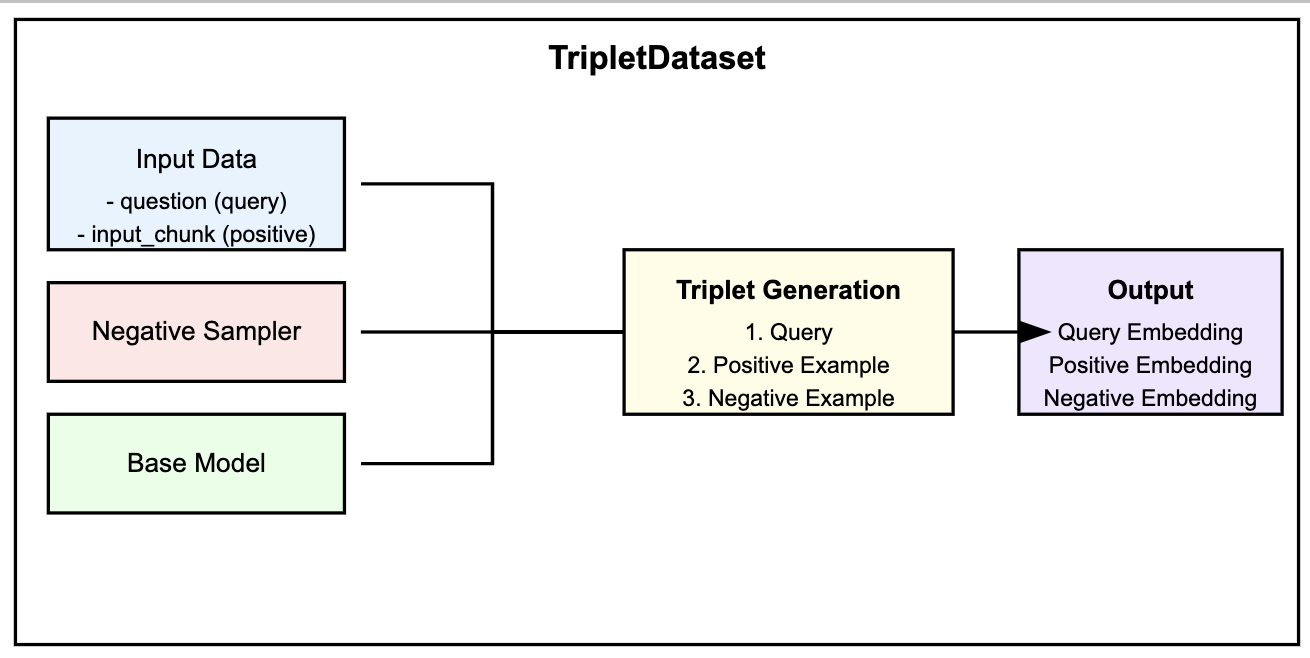 TripletDataset
Input Data
- question (query)
- input_chunk (positive)
Negative Sampler
Base Model
Triplet Generation
1. Query
2. Positive Example
3. Negative Example
Output
Query Embedding
Positive Embedding
Negative Embedding